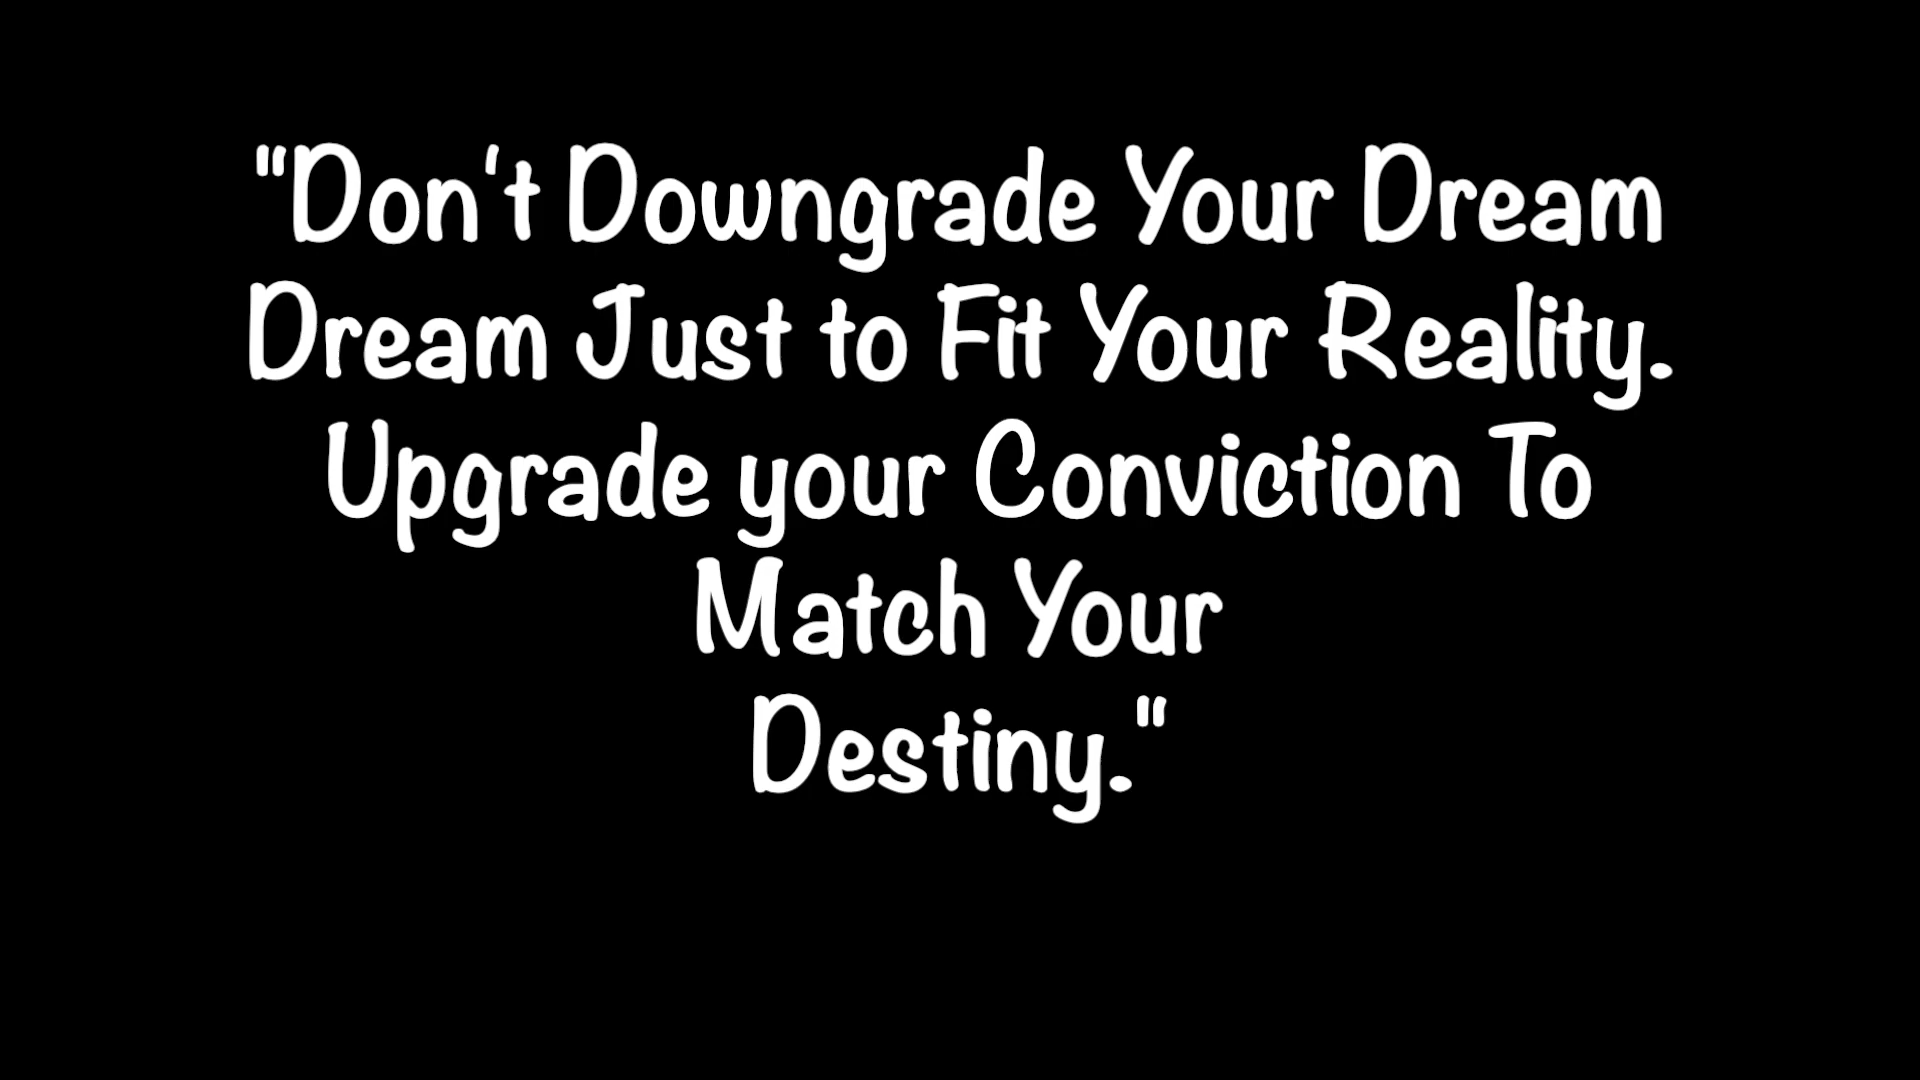 "Don't Downgrade Your Dream
Dream Just to Fit Your Reality.
Upgrade your Conviction To
Match Your
Destiny."